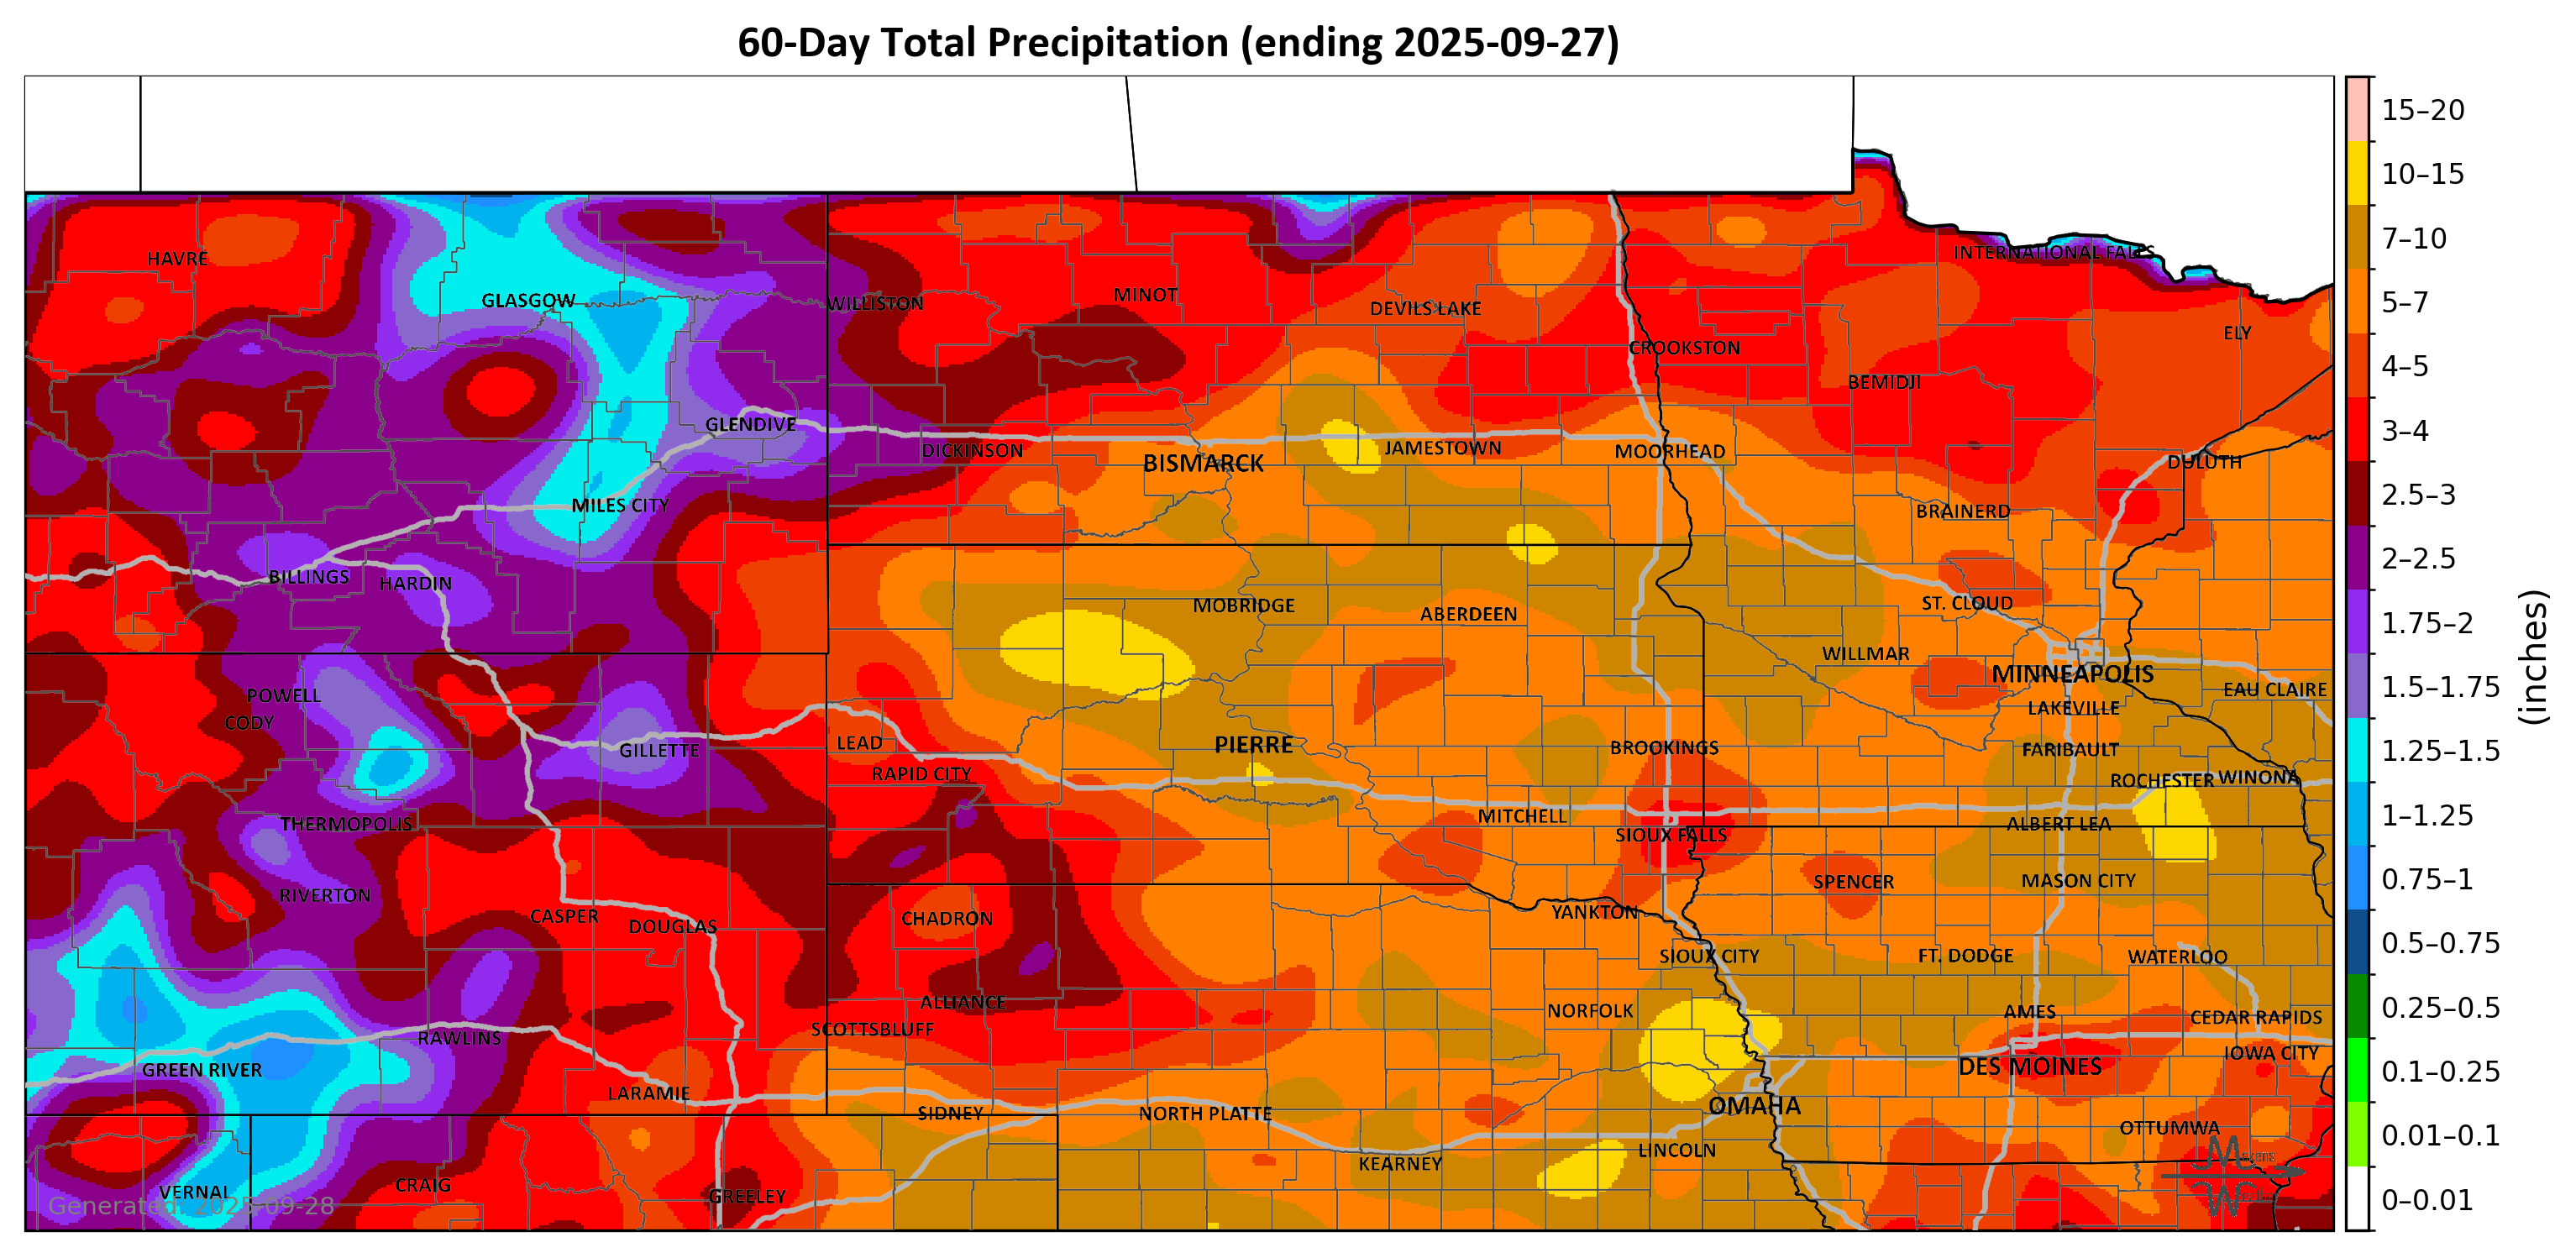 60-Day Total Precipitation (ending 2025-09-27)
15–20
10–15
7–10
5–7
4–5
3–4
2.5–3
2–2.5
1.75–2
1.5–1.75
1.25–1.5
1–1.25
0.75–1
0.5–0.75
0.25–0.5
0.1–0.25
0.01–0.1
0–0.01
(inches)
INTERNATIONAL FALLS
HAVRE
GLASGOW
WILLISTON
MINOT
DEVILS LAKE
ELY
CROOKSTON
BEMIDJI
GLENDIVE
DICKINSON
BISMARCK
JAMESTOWN
MOORHEAD
DULUTH
MILES CITY
BRAINERD
BILLINGS
HARDIN
MOBRIDGE
ABERDEEN
ST. CLOUD
WILLMAR
MINNEAPOLIS
EAU CLAIRE
POWELL
CODY
LAKEVILLE
GILLETTE
LEAD
PIERRE
BROOKINGS
FARIBAULT
RAPID CITY
ROCHESTER
WINONA
THERMOPOLIS
MITCHELL
SIOUX FALLS
ALBERT LEA
RIVERTON
SPENCER
MASON CITY
CASPER
DOUGLAS
CHADRON
YANKTON
SIOUX CITY
FT. DODGE
WATERLOO
ALLIANCE
NORFOLK
AMES
CEDAR RAPIDS
RAWLINS
SCOTTSBLUFF
IOWA CITY
GREEN RIVER
DES MOINES
LARAMIE
SIDNEY
NORTH PLATTE
OMAHA
OTTUMWA
LINCOLN
KEARNEY
VERNAL
CRAIG
GREELEY
Generated: 2025-09-28